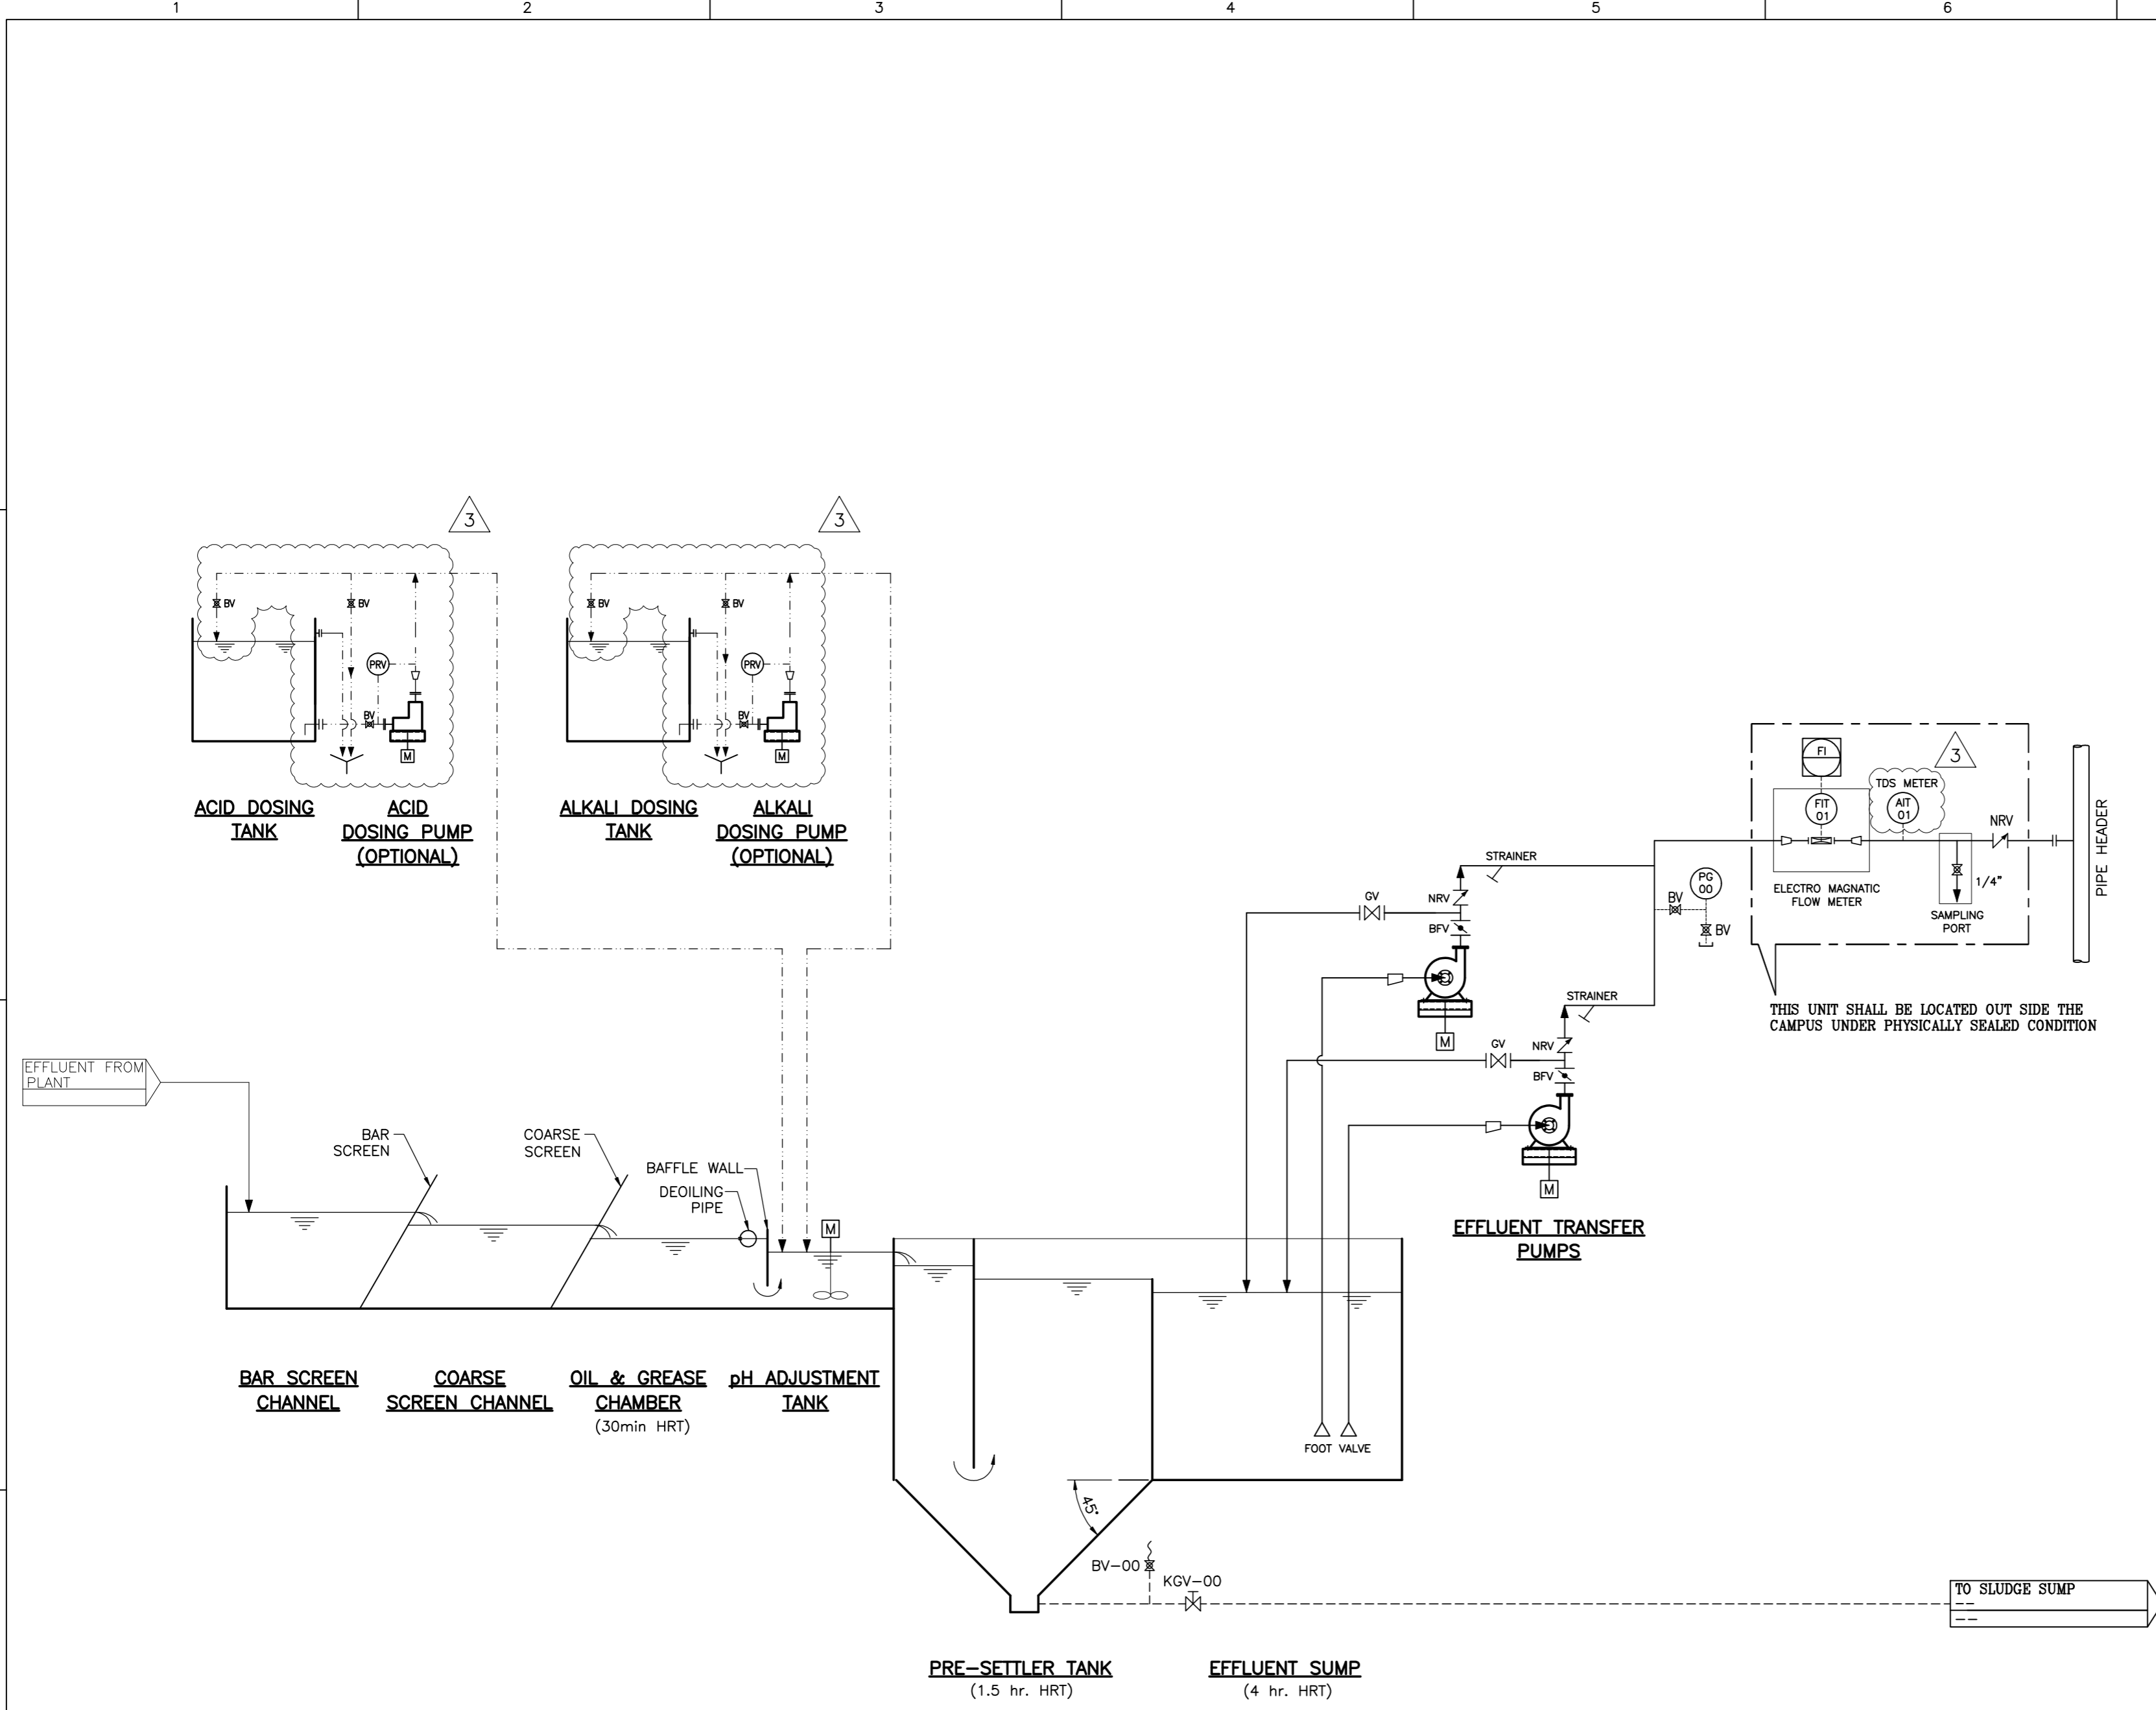 1
2
3
4
5
6
3
3
BV
BV
PRV
BV
M
BV
BV
PRV
BV
M
ACID DOSING
TANK
ACID
DOSING PUMP
(OPTIONAL)
ALKALI DOSING
TANK
ALKALI
DOSING PUMP
(OPTIONAL)
FI
3
TDS METER
FIT
01
AIT
01
NRV
PIPE HEADER
1/4"
ELECTRO MAGNATIC
FLOW METER
SAMPLING
PORT
THIS UNIT SHALL BE LOCATED OUT SIDE THE
CAMPUS UNDER PHYSICALLY SEALED CONDITION
STRAINER
PG
00
BV
BV
GV
NRV
BFV
M
STRAINER
GV
NRV
BFV
M
EFFLUENT TRANSFER
PUMPS
EFFLUENT FROM
PLANT
BAR
SCREEN
COARSE
SCREEN
BAFFLE WALL
DEOILING
PIPE
M
BAR SCREEN
CHANNEL
COARSE
SCREEN CHANNEL
OIL & GREASE
CHAMBER
(30min HRT)
pH ADJUSTMENT
TANK
FOOT VALVE
45°
BV-00
KGV-00
TO SLUDGE SUMP
--
--
PRE-SETTLER TANK
(1.5 hr. HRT)
EFFLUENT SUMP
(4 hr. HRT)